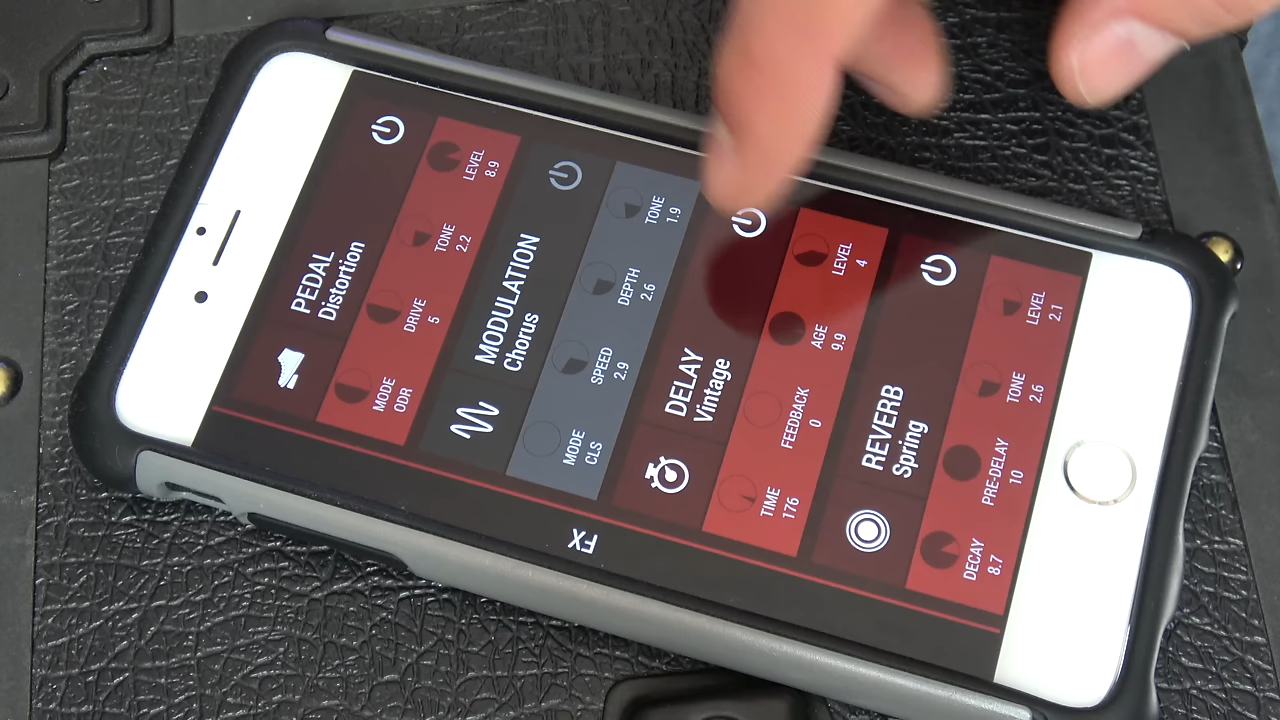 FX
PEDAL
Distortion
MODE
ODR
DRIVE
5
TONE
2.2
LEVEL
8.9
MODULATION
Chorus
MODE
CLS
SPEED
2.9
DEPTH
2.6
TONE
1.9
DELAY
Vintage
TIME
176
FEEDBACK
0
AGE
9.9
LEVEL
4
REVERB
Spring
DECAY
8.7
PRE-DELAY
10
TONE
2.6
LEVEL
2.1